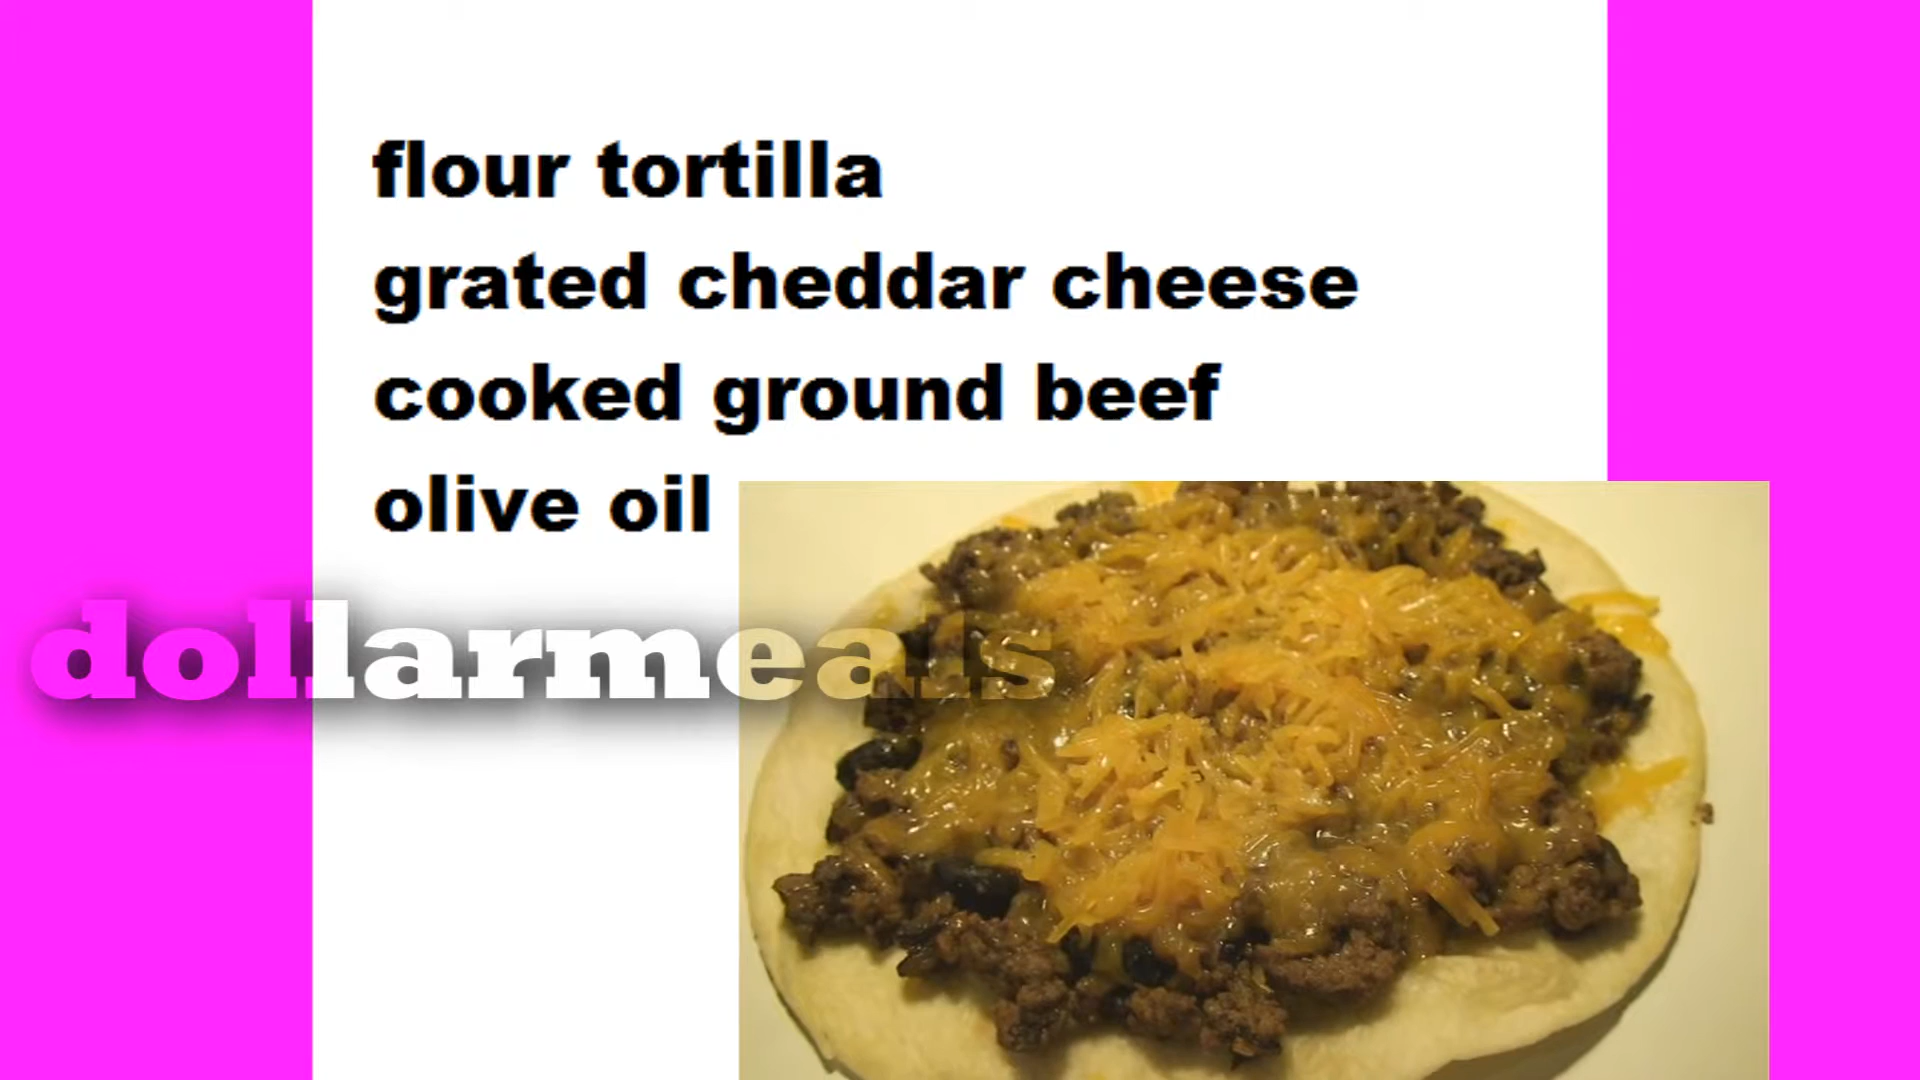 flour tortilla
grated cheddar cheese
cooked ground beef
olive oil
dollarmeals